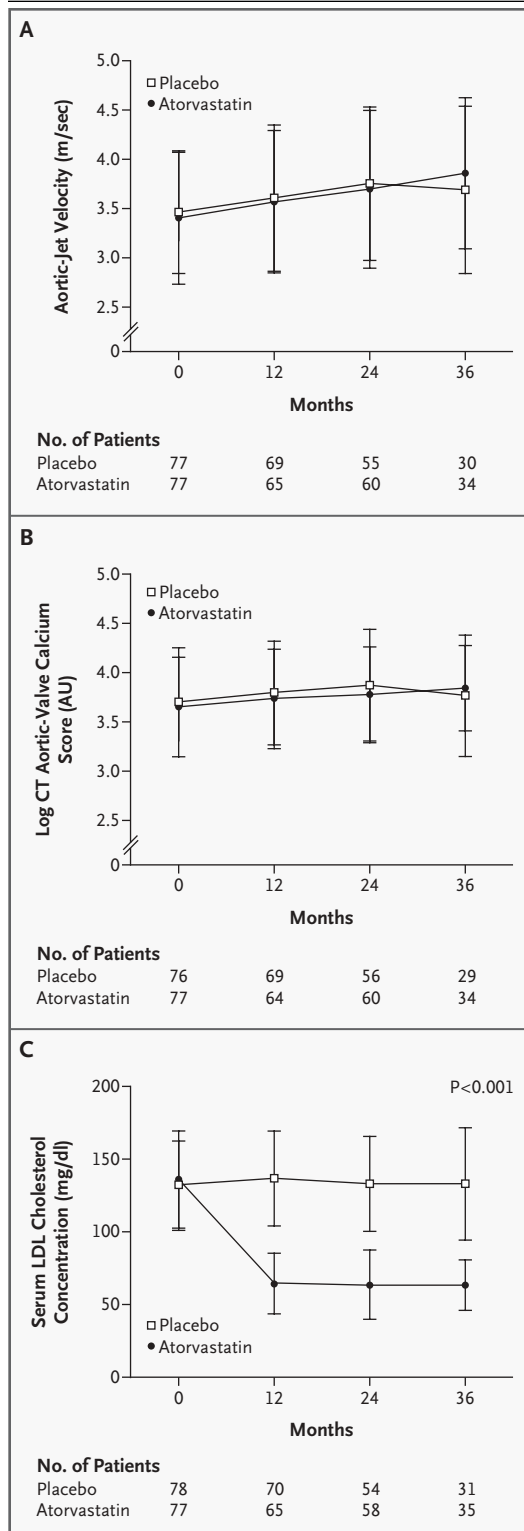 A
Aortic-Jet Velocity (m/sec)
5.0
4.5
4.0
3.5
3.0
2.5
0
Placebo
Atorvastatin
0 12 24 36
Months
No. of Patients
Placebo 77 69 55 30
Atorvastatin 77 65 60 34
B
Log CT Aortic-Valve Calcium
Score (AU)
5.0
4.5
4.0
3.5
3.0
2.5
0
Placebo
Atorvastatin
0 12 24 36
Months
No. of Patients
Placebo 76 69 56 29
Atorvastatin 77 64 60 34
C
Serum LDL Cholesterol
Concentration (mg/dl)
200
150
100
50
0
P<0.001
Placebo
Atorvastatin
0 12 24 36
Months
No. of Patients
Placebo 78 70 54 31
Atorvastatin 77 65 58 35